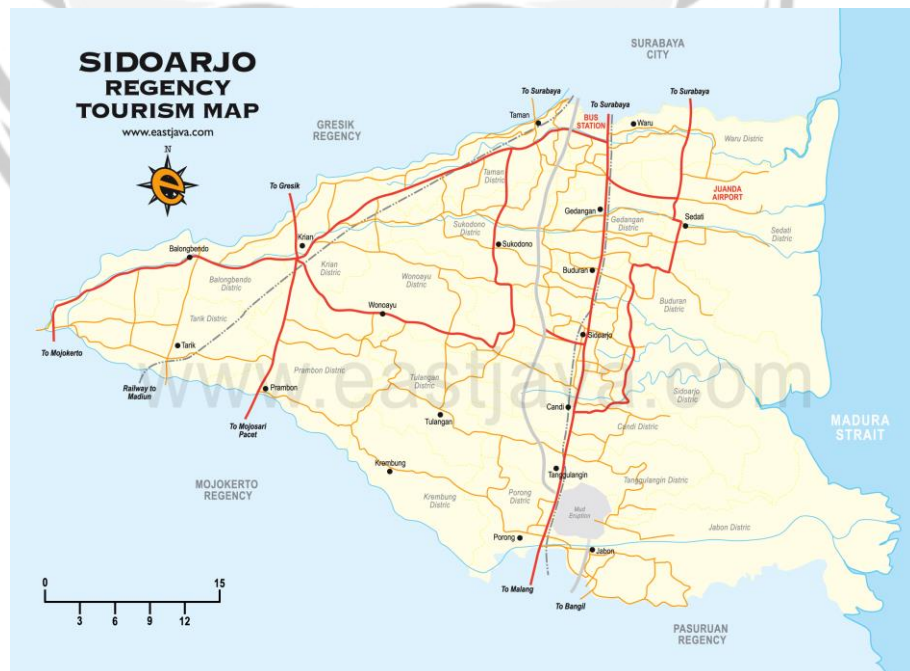 SIDOARJO
REGENCY
TOURISM MAP
www.eastjava.com
N
e
SURABAYA
CITY
GRESIK
REGENCY
To Surabaya
To Surabaya
To Surabaya
Taman
BUS
STATION
Waru
Waru Distric
To Gresik
Taman
Distric
JUANDA
AIRPORT
Gedangan
Gedangan
Distric
Sedati
Sedati
Distric
Krian
Sukodono
Distric
Sukodono
Balongbendo
Krian
Distric
Balongbendo
Distric
Wonoayu
Distric
Buduran
Buduran
Distric
Wonoayu
Tarik Distric
Tarik
Sidoarjo
To Mojokerto
Railway to
Madiun
Prambon Distric
Prambon
Tulangan
Distric
www.eastjava.com
Sidoarjo
Distric
Tulangan
Candi
Candi Distric
To Mojosari
Pacet
MADURA
STRAIT
Krembung
Tanggulangin
Tanggulangin Distric
MOJOKERTO
REGENCY
Krembung
Distric
Porong
Distric
Mud
Eruption
Jabon Distric
Porong
Jabon
To Malang
To Bangil
0
15
3
6
9
12
PASURUAN
REGENCY